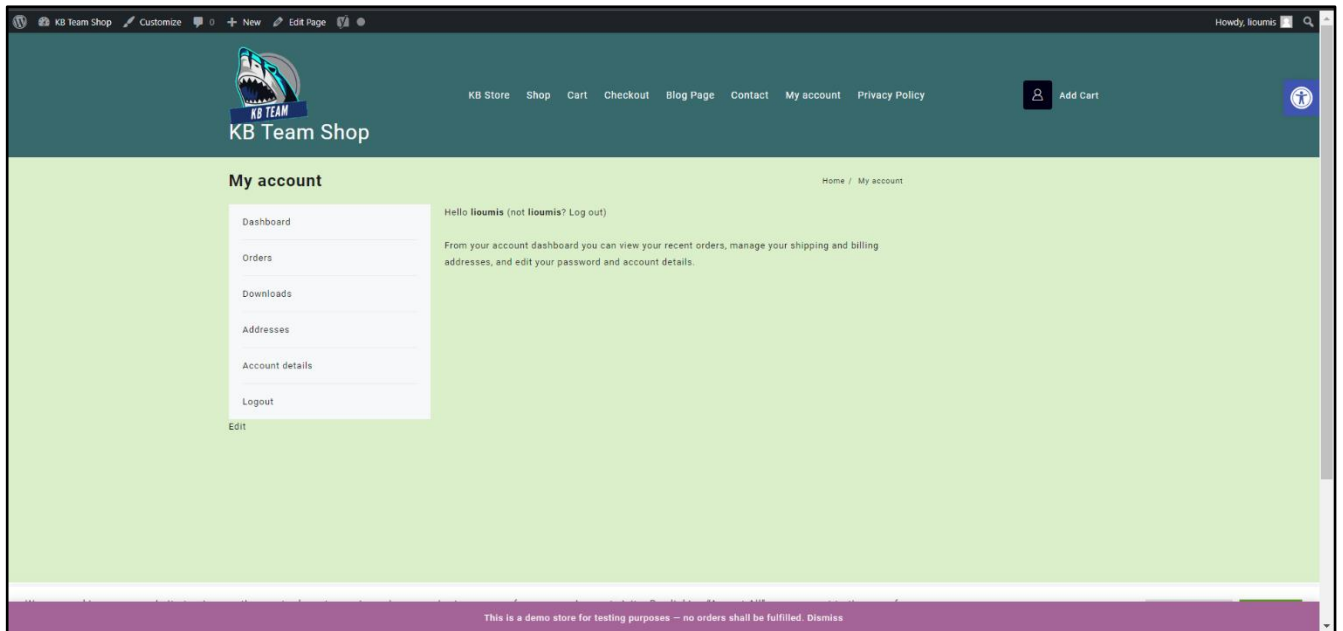 KB Team Shop Customize 0 New Edit Page Howdy, lioumis
KB TEAM
KB Team Shop
KB Store Shop Cart Checkout Blog Page Contact My account Privacy Policy
Add Cart
My account
Home / My account
Dashboard
Orders
Downloads
Addresses
Account details
Logout
Edit
Hello lioumis (not lioumis? Log out)
From your account dashboard you can view your recent orders, manage your shipping and billing
addresses, and edit your password and account details.
This is a demo store for testing purposes — no orders shall be fulfilled. Dismiss